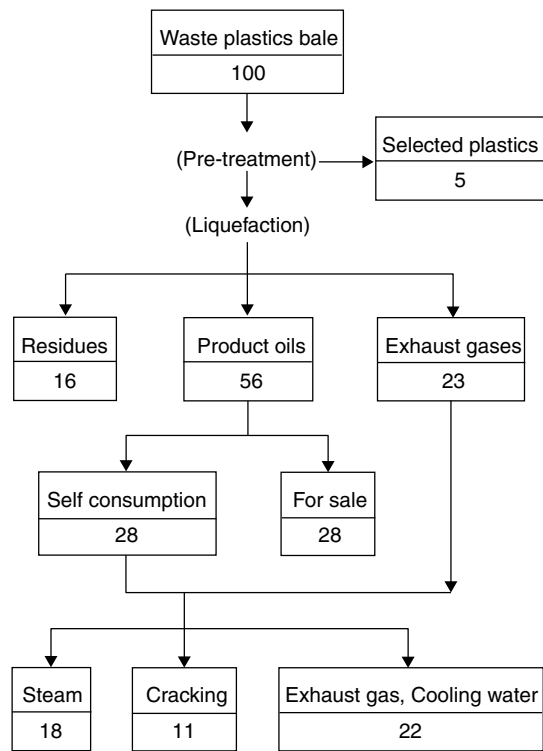 Waste plastics bale
100
(Pre-treatment)
Selected plastics
5
(Liquefaction)
Residues
16
Product oils
56
Exhaust gases
23
Self consumption
28
For sale
28
Steam
18
Cracking
11
Exhaust gas, Cooling water
22